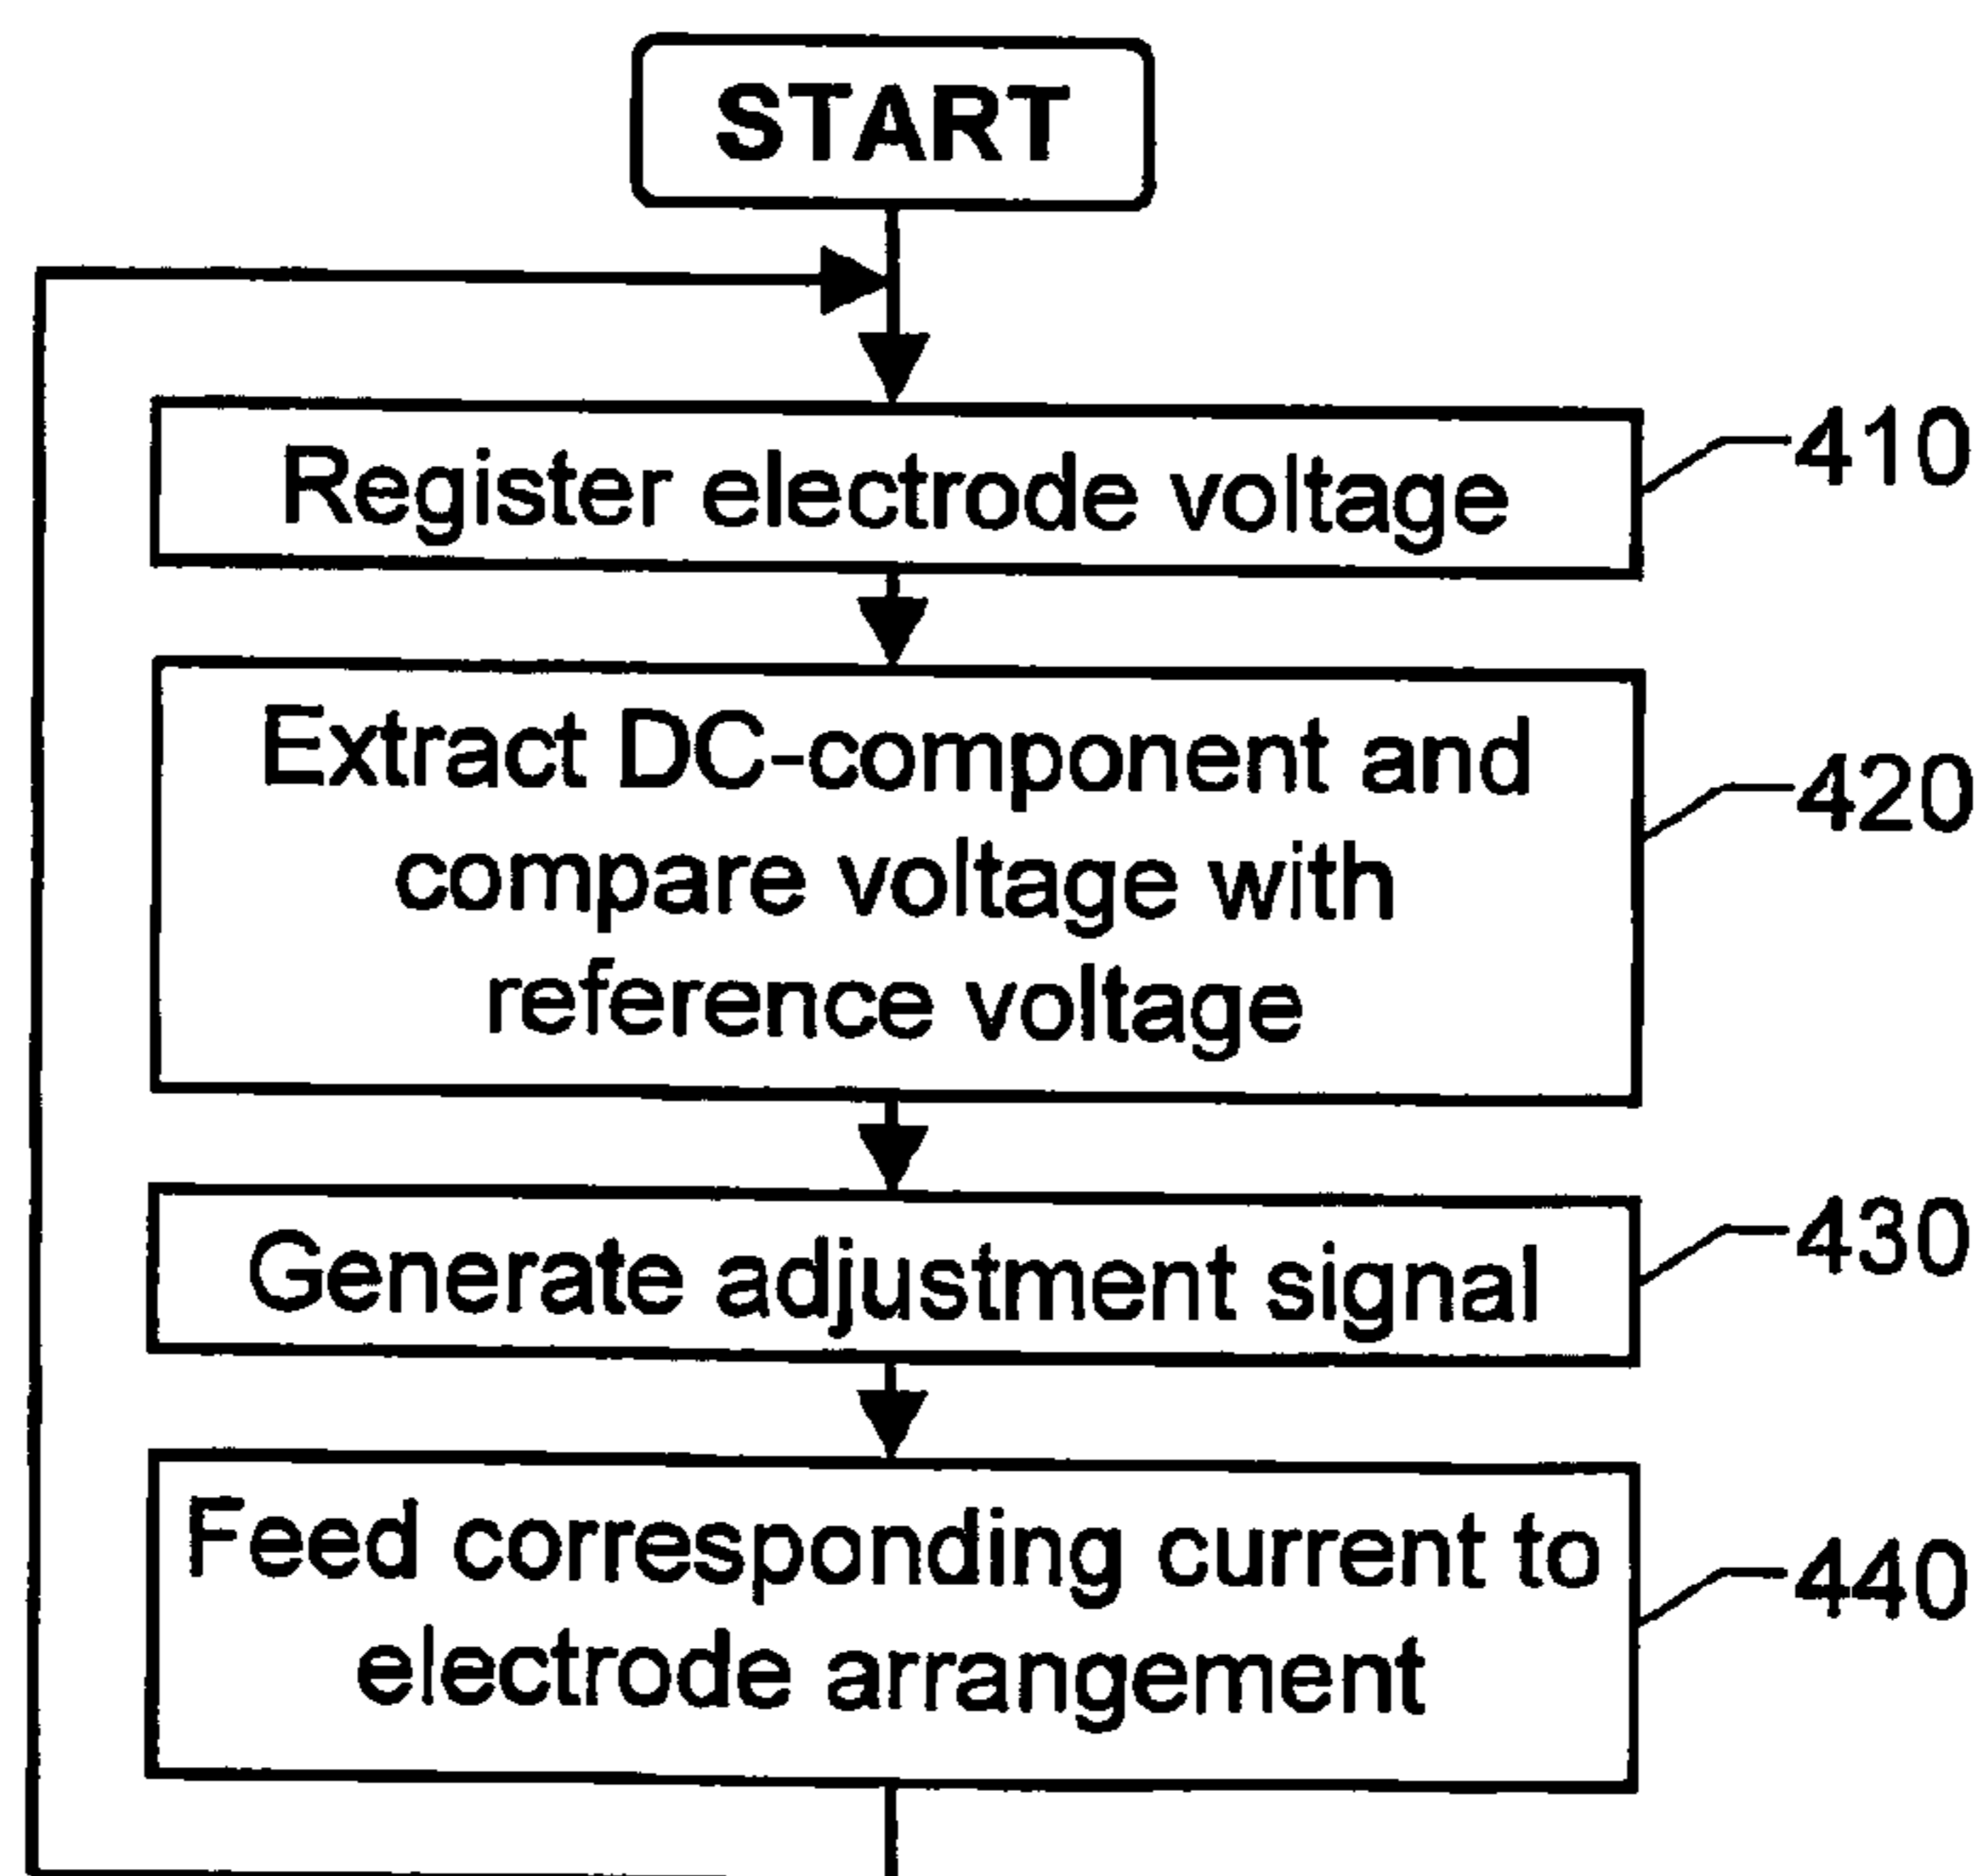 START
Register electrode voltage
410
Extract DC-component and
compare voltage with
reference voltage
420
Generate adjustment signal
430
Feed corresponding current to
electrode arrangement
440